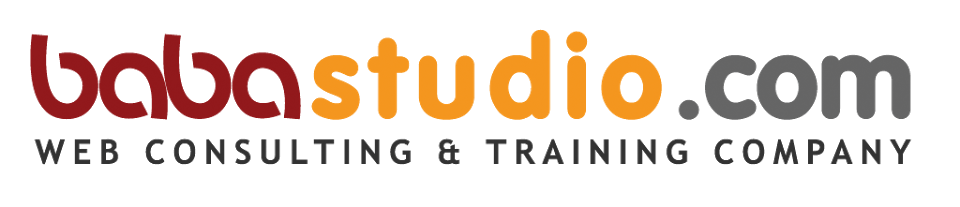 babastudio.com
WEB CONSULTING & TRAINING COMPANY